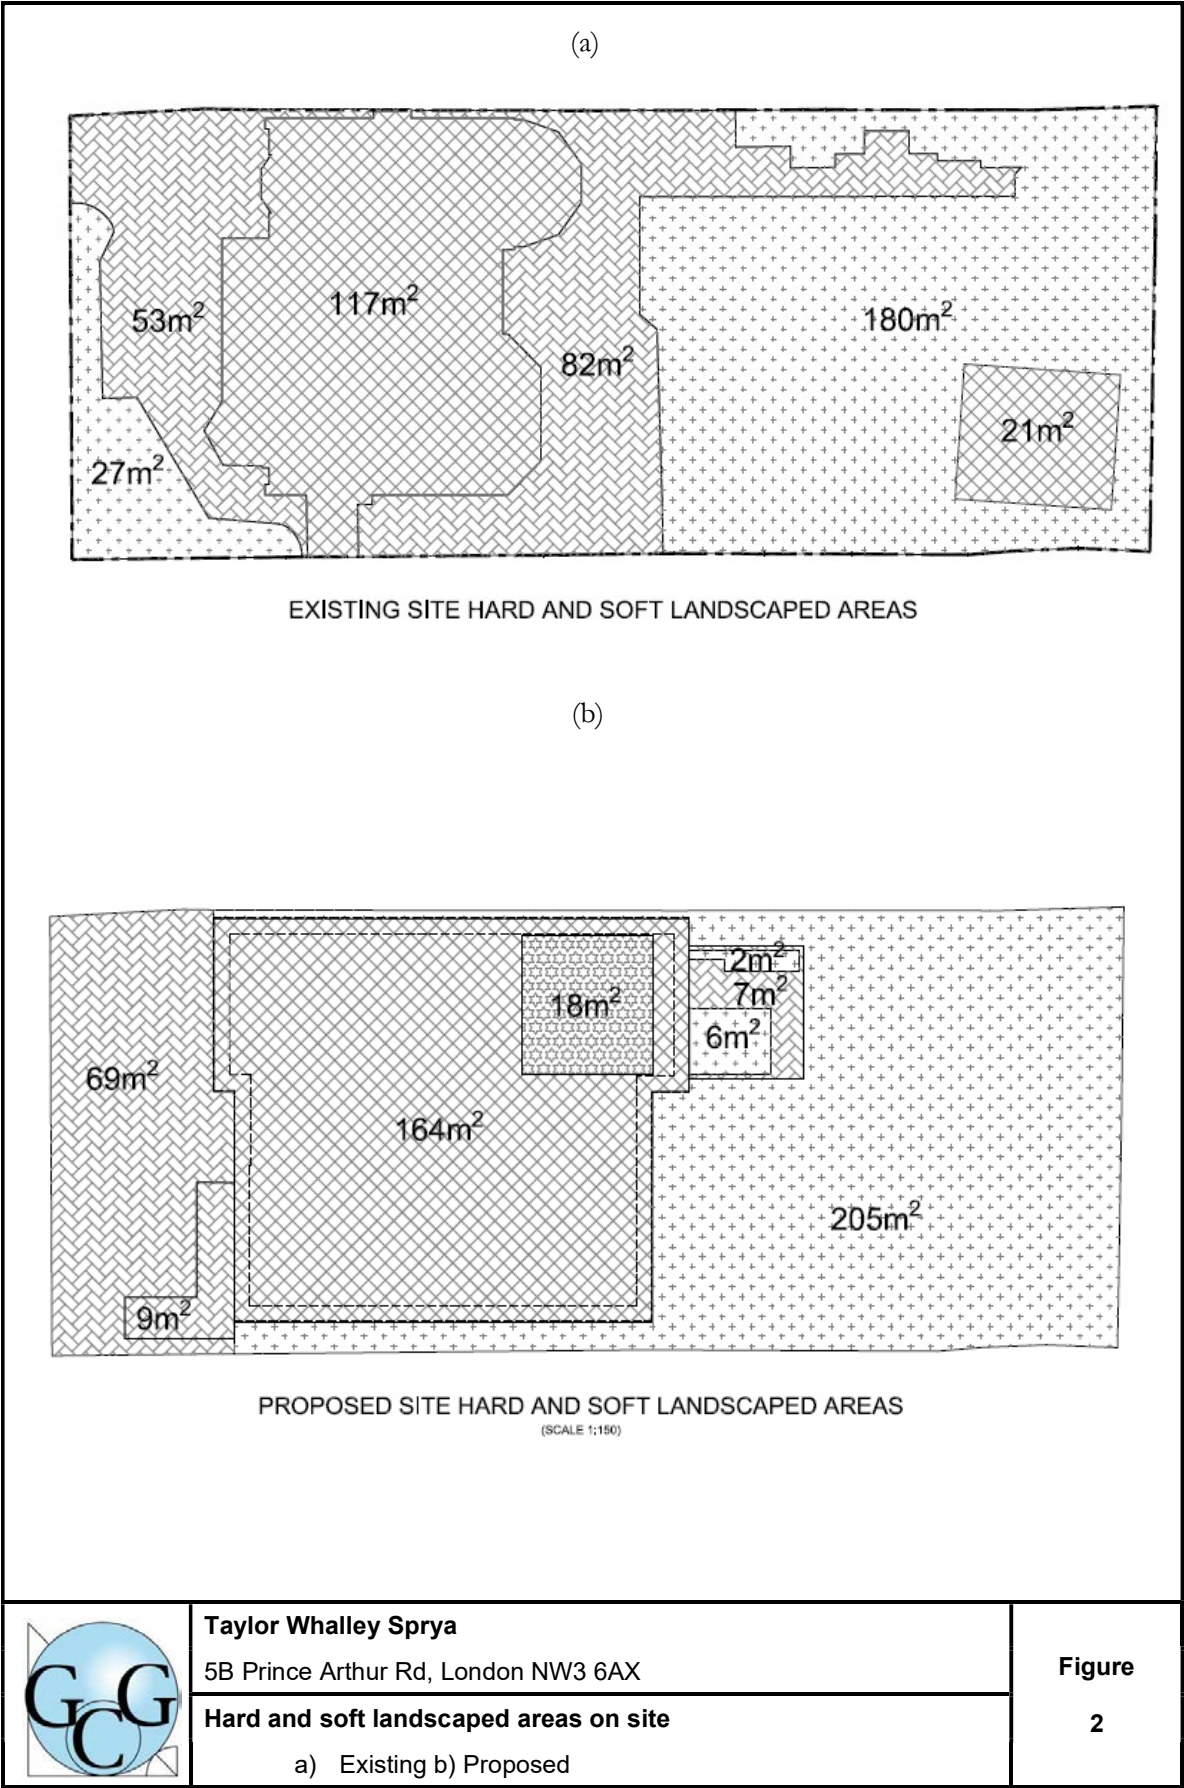 (a)
53m²
117m²
82m²
180m²
27m²
21m²
EXISTING SITE HARD AND SOFT LANDSCAPED AREAS
(b)
2m²
7m²
18m²
6m²
69m²
164m²
205m²
9m²
PROPOSED SITE HARD AND SOFT LANDSCAPED AREAS
(SCALE 1:150)
GCG
Taylor Whalley Sprya
5B Prince Arthur Rd, London NW3 6AX
Hard and soft landscaped areas on site
a) Existing b) Proposed
Figure
2